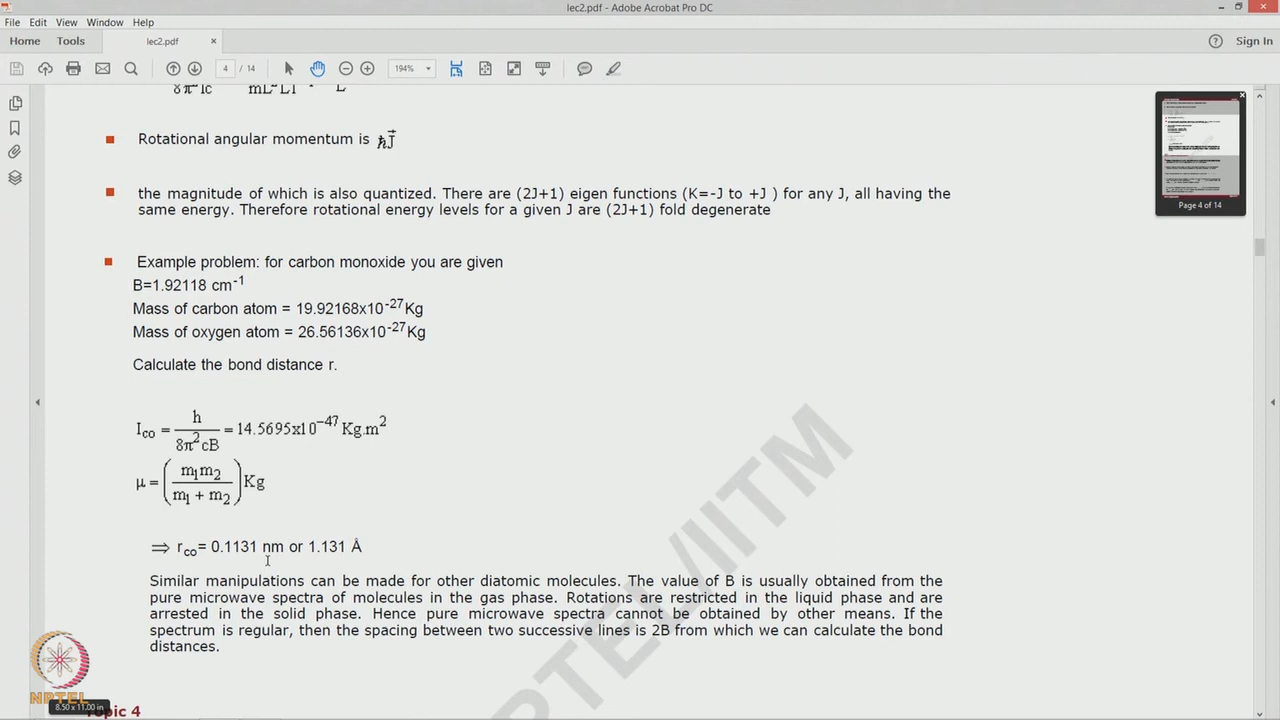 lec2.pdf - Adobe Acrobat Pro DC
File Edit View Window Help
Home Tools lec2.pdf × Sign In
4 / 14 194%
8π²Ic mL²LT⁻¹ L
Rotational angular momentum is ℏJ⃗
the magnitude of which is also quantized. There are (2J+1) eigen functions (K=-J to +J ) for any J, all having the
same energy. Therefore rotational energy levels for a given J are (2J+1) fold degenerate
Example problem: for carbon monoxide you are given
B=1.92118 cm⁻¹
Mass of carbon atom = 19.92168x10⁻²⁷Kg
Mass of oxygen atom = 26.56136x10⁻²⁷Kg
Calculate the bond distance r.
I_co = h / 8π²cB = 14.5695x10⁻⁴⁷ Kg.m²
μ = (m₁m₂ / m₁ + m₂) Kg
⇒ r_co= 0.1131 nm or 1.131 Å
Similar manipulations can be made for other diatomic molecules. The value of B is usually obtained from the
pure microwave spectra of molecules in the gas phase. Rotations are restricted in the liquid phase and are
arrested in the solid phase. Hence pure microwave spectra cannot be obtained by other means. If the
spectrum is regular, then the spacing between two successive lines is 2B from which we can calculate the bond
distances.
Topic 4
8.50 x 11.00 in
NPTEL
Page 4 of 14
PTEL/IITM